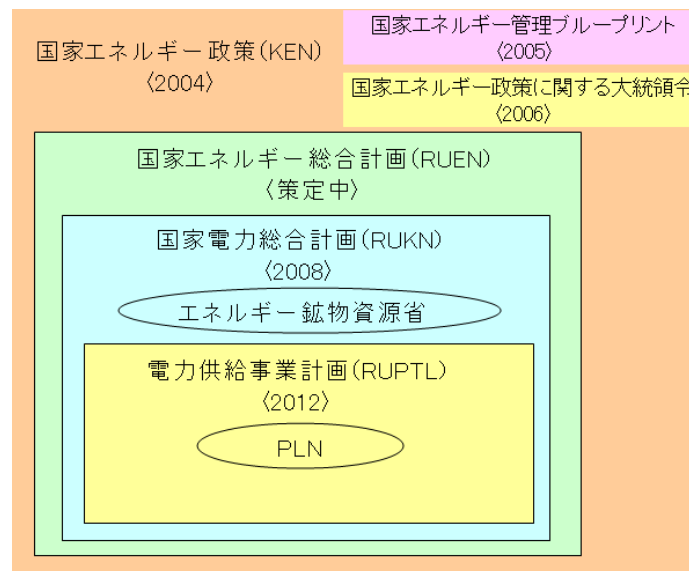 国家エネルギー政策(KEN)
〈2004〉
国家エネルギー管理ブループリント
〈2005〉
国家エネルギー政策に関する大統領令
〈2006〉
国家エネルギー総合計画(RUEN)
〈策定中〉
国家電力総合計画(RUKN)
〈2008〉
エネルギー鉱物資源省
電力供給事業計画(RUPTL)
〈2012〉
PLN